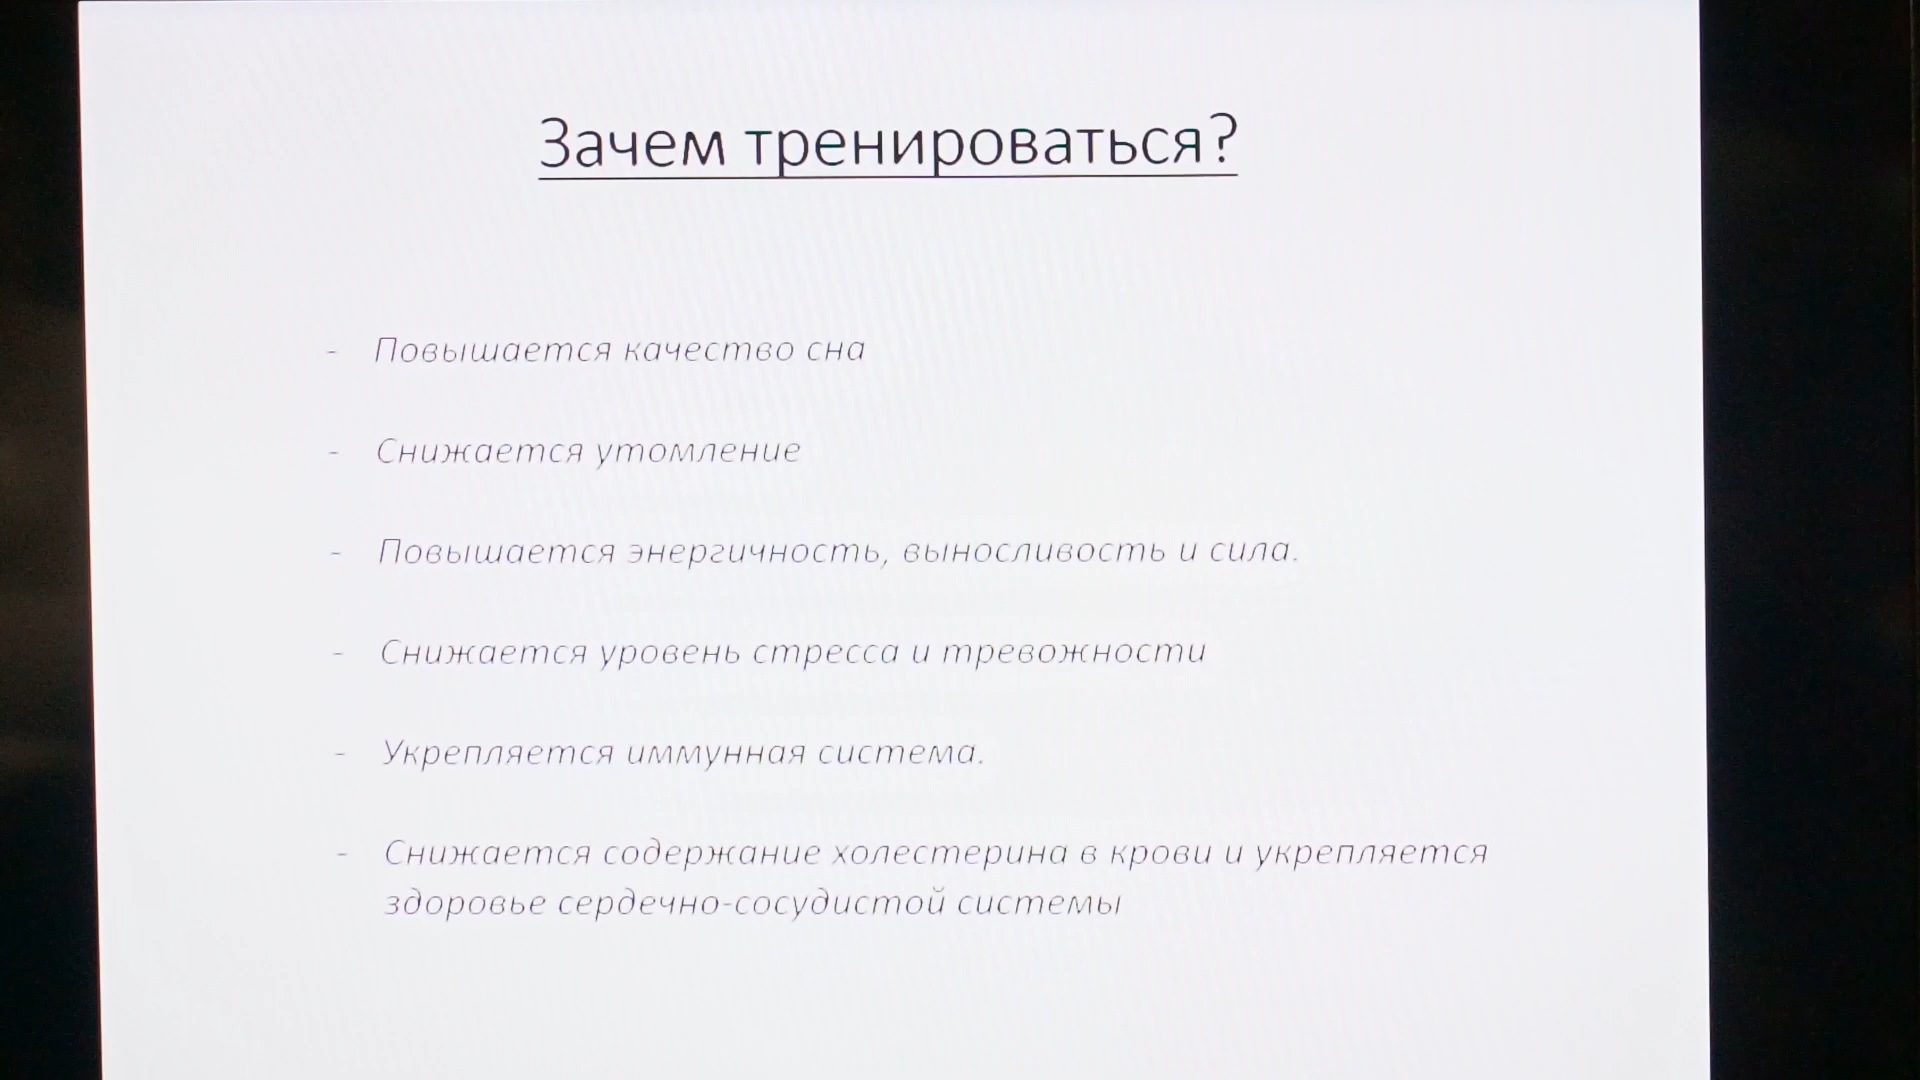 Зачем тренироваться?
- Повышается качество сна
- Снижается утомление
- Повышается энергичность, выносливость и сила.
- Снижается уровень стресса и тревожности
- Укрепляется иммунная система.
- Снижается содержание холестерина в крови и укрепляется
здоровье сердечно-сосудистой системы